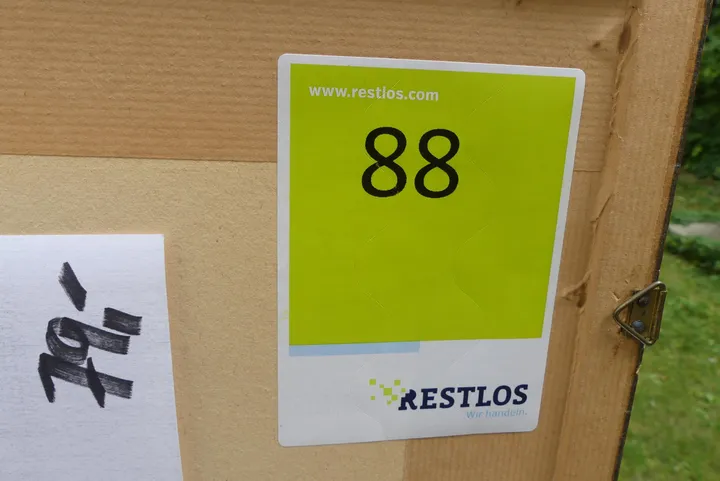 www.restlos.com
88
79,-
RESTLOS
Wir handeln.